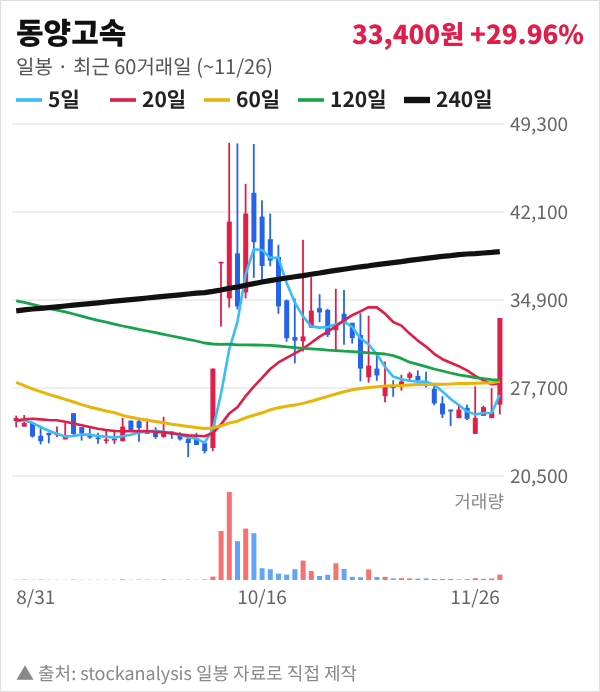 동양고속 33,400원 +29.96%
일봉 · 최근 60거래일 (~11/26)
5일 20일 60일 120일 240일
49,300
42,100
34,900
27,700
20,500
거래량
8/31 10/16 11/26
▲ 출처: stockanalysis 일봉 자료로 직접 제작